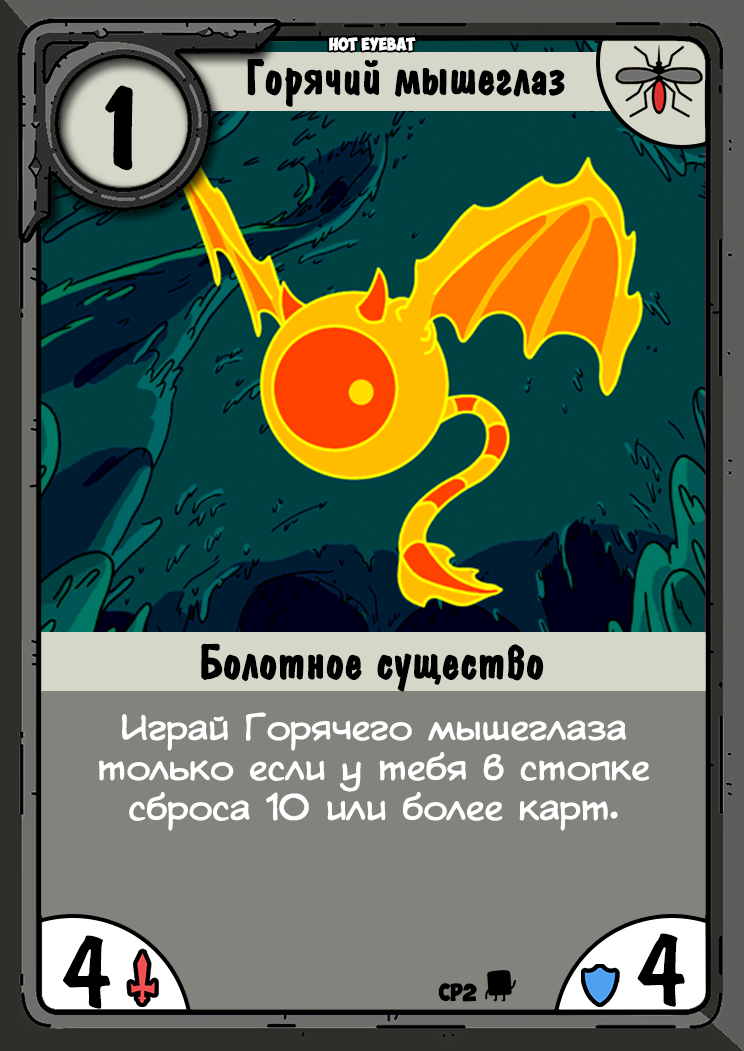 HOT EYEBAT
1
Горячий мышеглаз
Болотное существо
Играй Горячего мышеглаза
только если у тебя в стопке
сброса 10 или более карт.
4
CP2
4